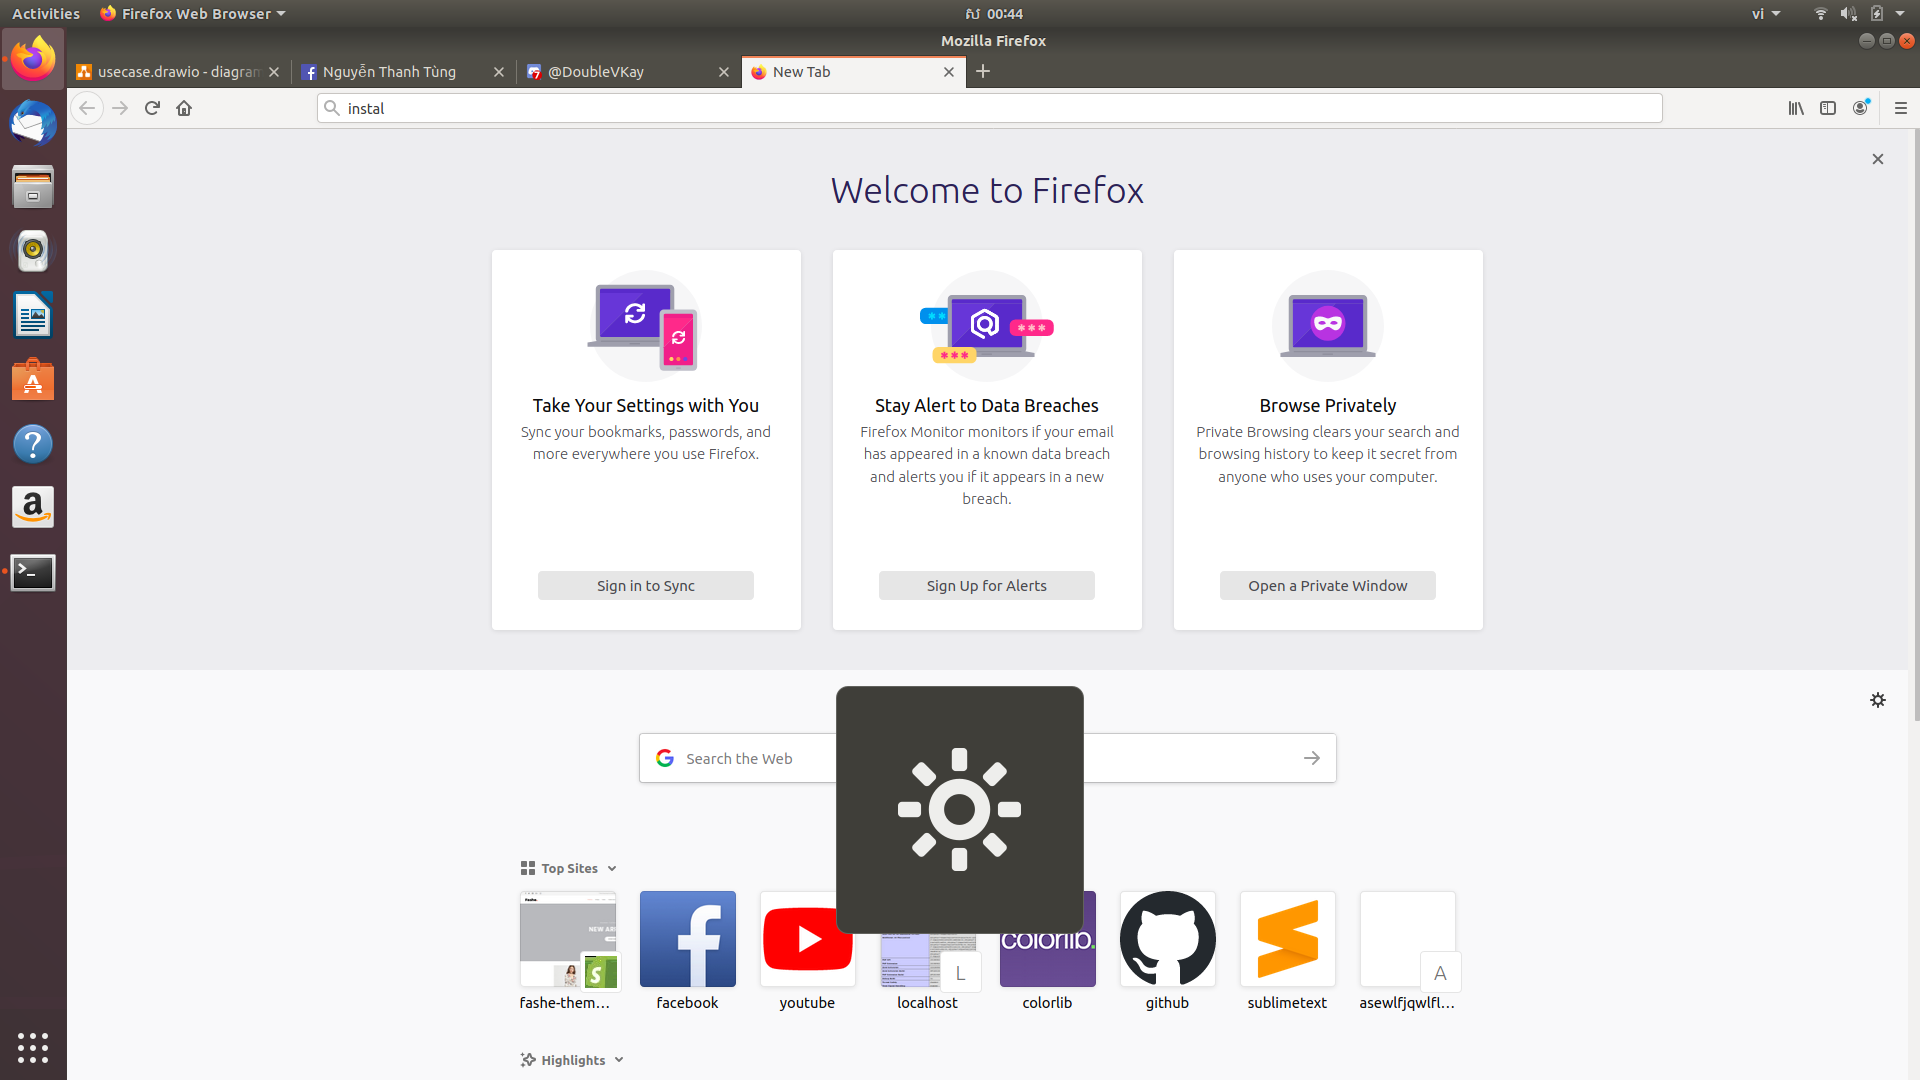 Activities
Firefox Web Browser
ស 00:44
vi
Mozilla Firefox
usecase.drawio - diagram
Nguyễn Thanh Tùng
@DoubleVKay
New Tab
instal
Welcome to Firefox
Take Your Settings with You
Sync your bookmarks, passwords, and
more everywhere you use Firefox.
Sign in to Sync
Stay Alert to Data Breaches
Firefox Monitor monitors if your email
has appeared in a known data breach
and alerts you if it appears in a new
breach.
Sign Up for Alerts
Browse Privately
Private Browsing clears your search and
browsing history to keep it secret from
anyone who uses your computer.
Open a Private Window
Search the Web
Top Sites
NEW ARR
colorlib.
L
A
fashe-them…
facebook
youtube
localhost
colorlib
github
sublimetext
asewlfjqwlfl…
Highlights